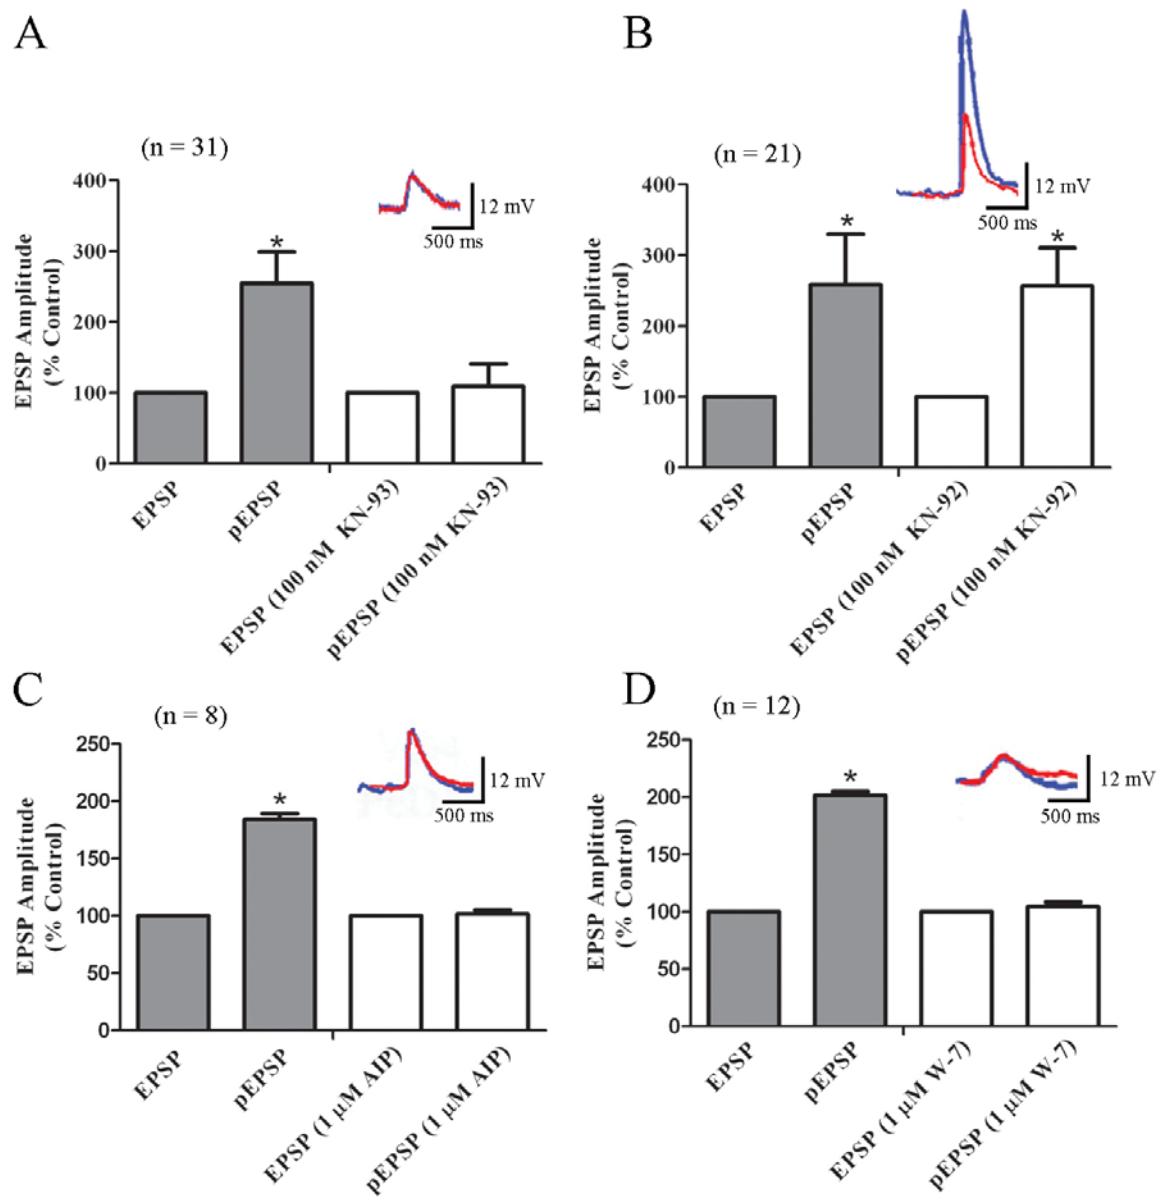 A
(n = 31)
400
300
200
100
0
EPSP Amplitude
(% Control)
*
12 mV
500 ms
EPSP
pEPSP
EPSP (100 nM KN-93)
pEPSP (100 nM KN-93)
B
(n = 21)
400
300
200
100
0
EPSP Amplitude
(% Control)
*
*
12 mV
500 ms
EPSP
pEPSP
EPSP (100 nM KN-92)
pEPSP (100 nM KN-92)
C
(n = 8)
250
200
150
100
50
0
EPSP Amplitude
(% Control)
*
12 mV
500 ms
EPSP
pEPSP
EPSP (1 µM AIP)
pEPSP (1 µM AIP)
D
(n = 12)
250
200
150
100
50
0
EPSP Amplitude
(% Control)
*
12 mV
500 ms
EPSP
pEPSP
EPSP (1 µM W-7)
pEPSP (1 µM W-7)